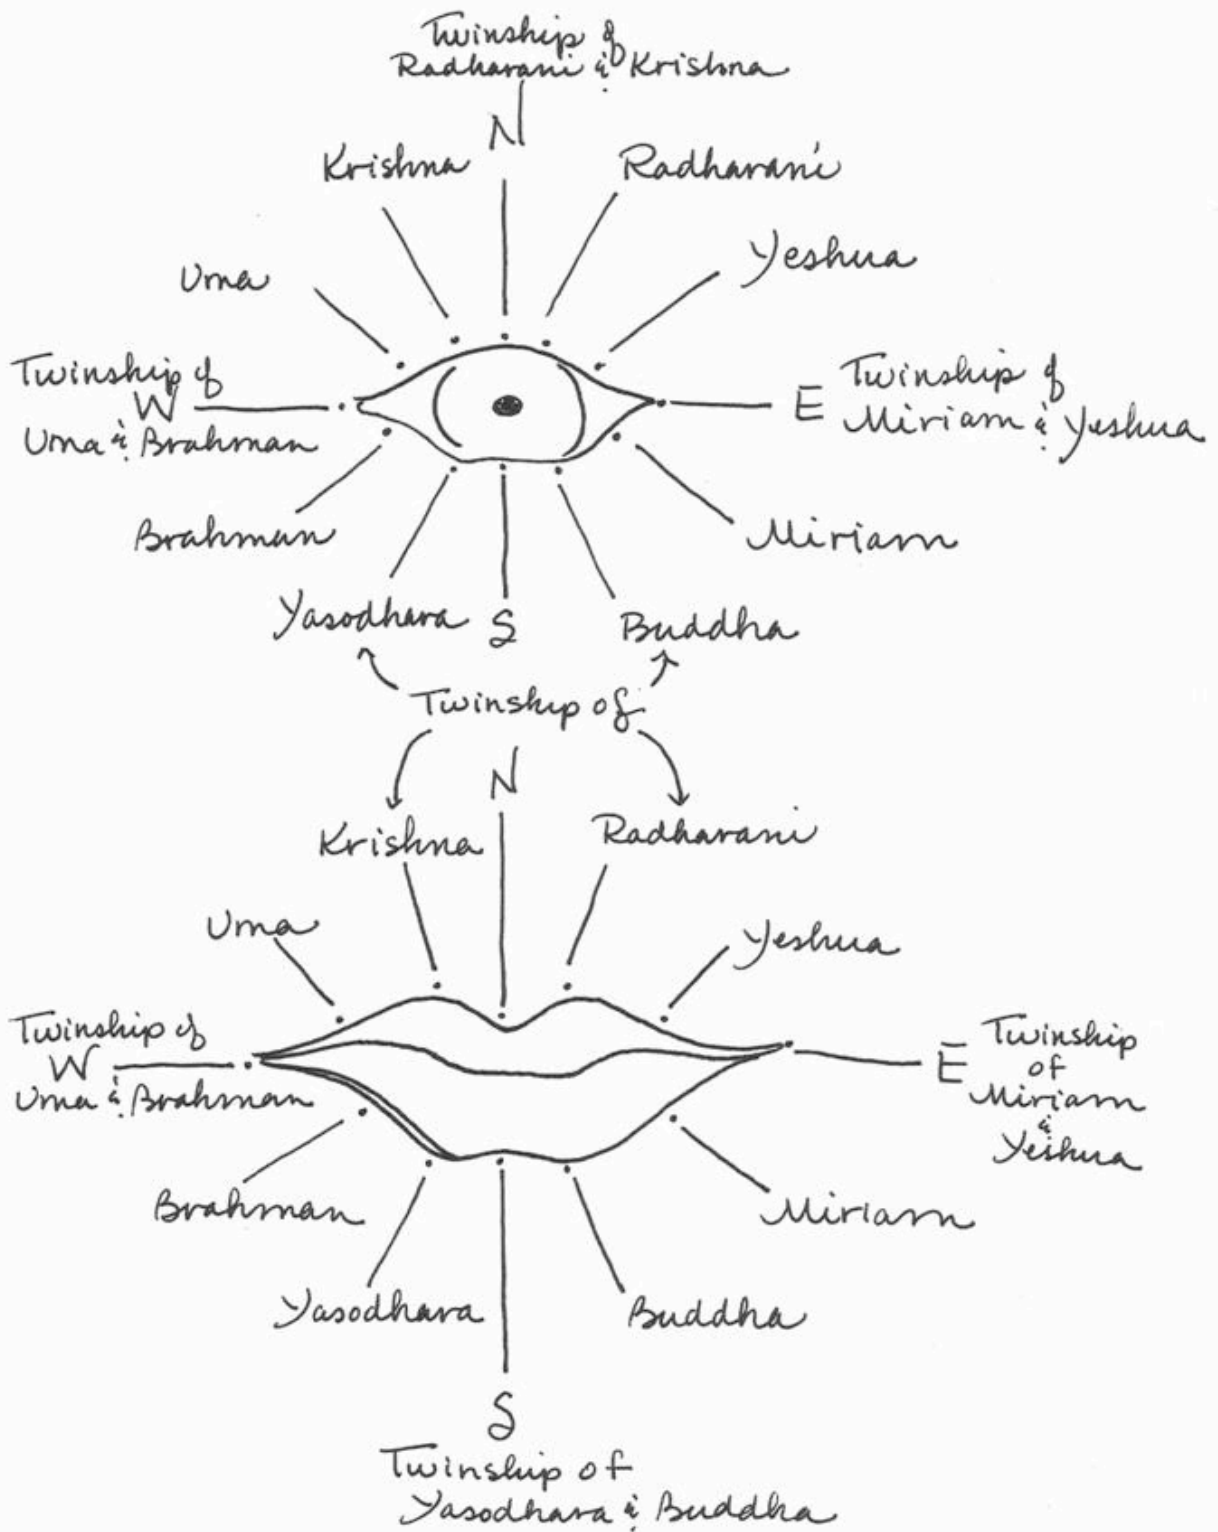 Twinship of
Radharani & Krishna
N
Krishna
Radharani
Uma
Yeshua
Twinship of
W
Uma & Brahman
E
Twinship of
Miriam & Yeshua
Brahman
Miriam
Yasodhara
S
Buddha
Twinship of
N
Krishna
Radharani
Uma
Yeshua
Twinship of
W
Uma & Brahman
E
Twinship
of
Miriam
&
Yeshua
Brahman
Miriam
Yasodhara
Buddha
S
Twinship of
Yasodhara & Buddha